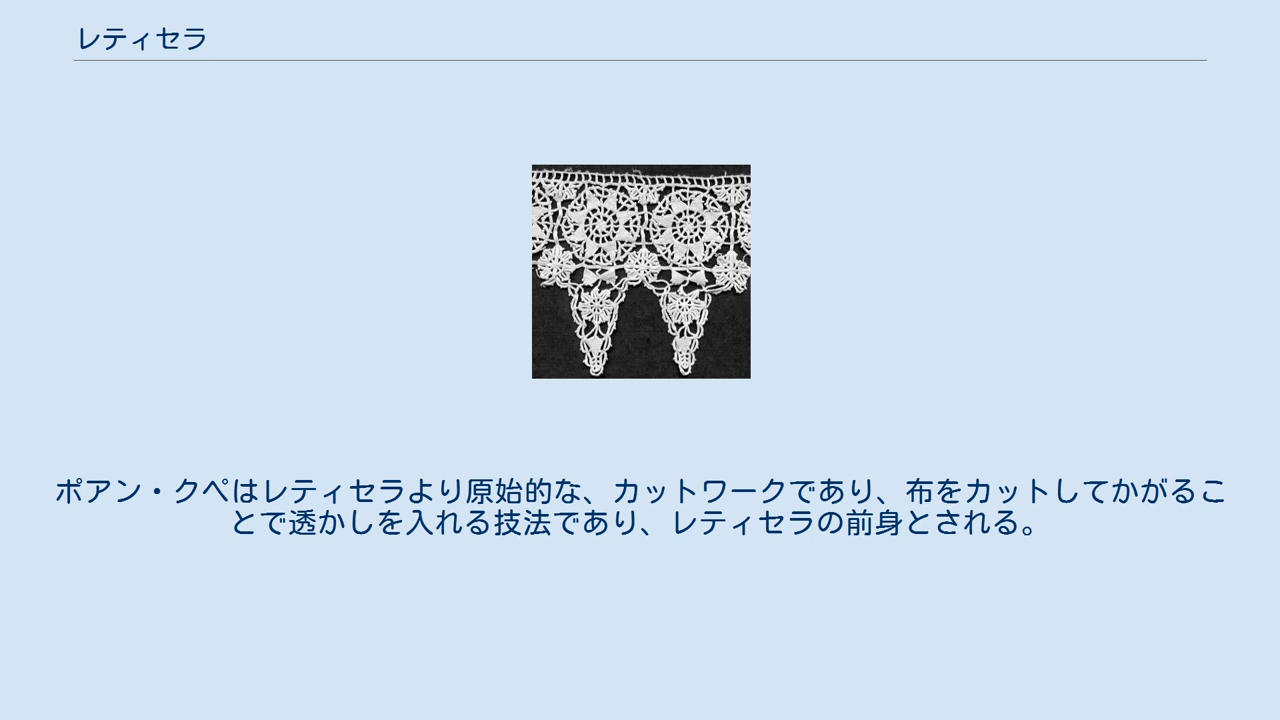 レティセラ
ポアン・クペはレティセラより原始的な、カットワークであり、布をカットしてかがるこ
とで透かしを入れる技法であり、レティセラの前身とされる。